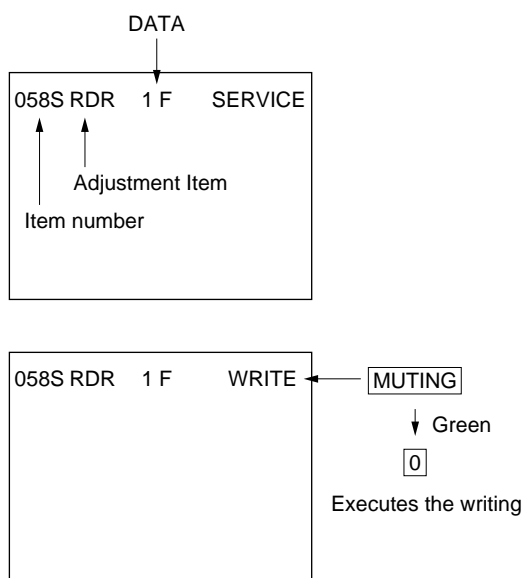 DATA
058S RDR 1 F SERVICE
Adjustment Item
Item number
058S RDR 1 F WRITE
MUTING
Green
0
Executes the writing